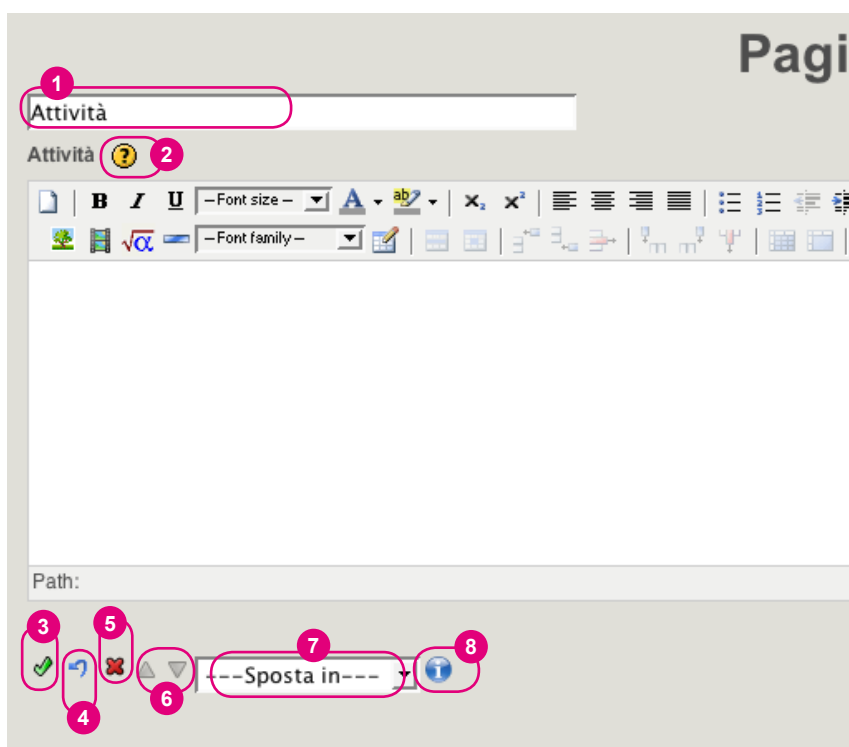 Pagi
1
Attività
Attività ? 2
B I U --Font size-- A ab x₂ x²
√α --Font family--
Path:
3 5 7 8
---Sposta in--- i
4 6